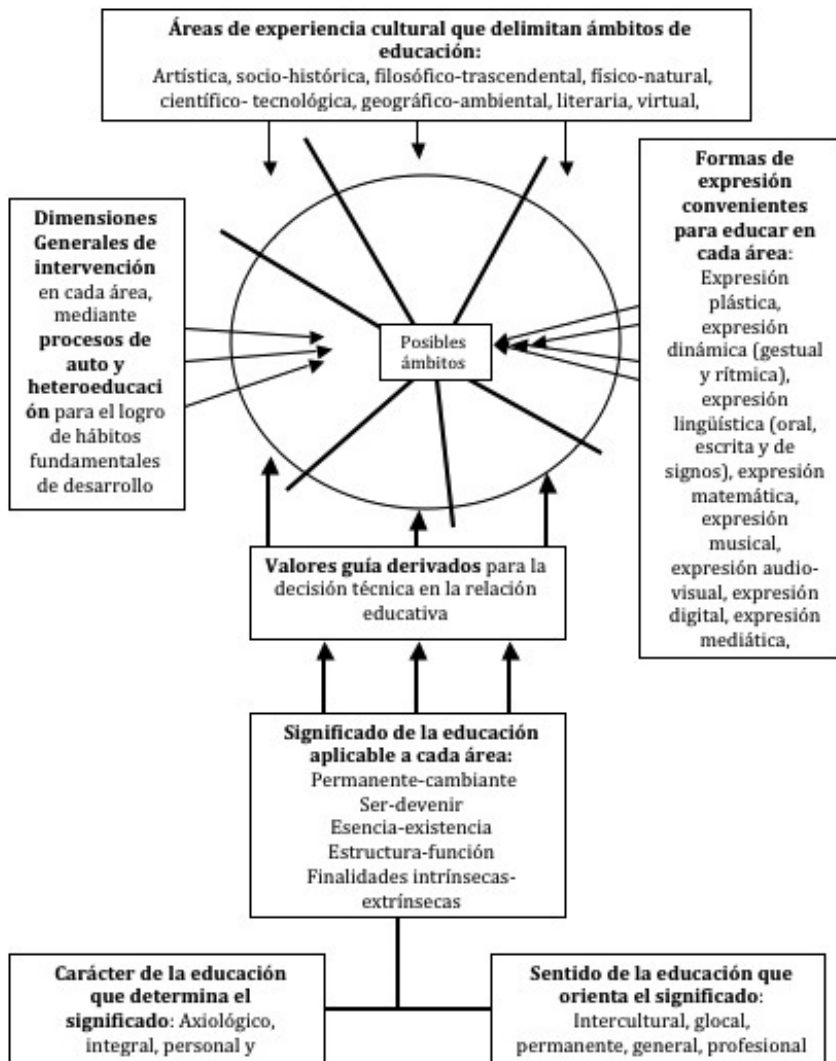 Áreas de experiencia cultural que delimitan ámbitos de
educación:
Artística, socio-histórica, filosófico-trascendental, físico-natural,
científico- tecnológica, geográfico-ambiental, literaria, virtual,
Dimensiones
Generales de
intervención
en cada área,
mediante
procesos de
auto y
heteroeducaci
ón para el logro
de hábitos
fundamentales
de desarrollo
Posibles
ámbitos
Formas de
expresión
convenientes
para educar en
cada área:
Expresión
plástica,
expresión
dinámica (gestual
y rítmica),
expresión
lingüística (oral,
escrita y de
signos), expresión
matemática,
expresión
musical,
expresión audio-
visual, expresión
digital, expresión
mediática,
Valores guía derivados para la
decisión técnica en la relación
educativa
Significado de la educación
aplicable a cada área:
Permanente-cambiante
Ser-devenir
Esencia-existencia
Estructura-función
Finalidades intrínsecas-
extrínsecas
Carácter de la educación
que determina el
significado: Axiológico,
integral, personal y
Sentido de la educación que
orienta el significado:
Intercultural, glocal,
permanente, general, profesional